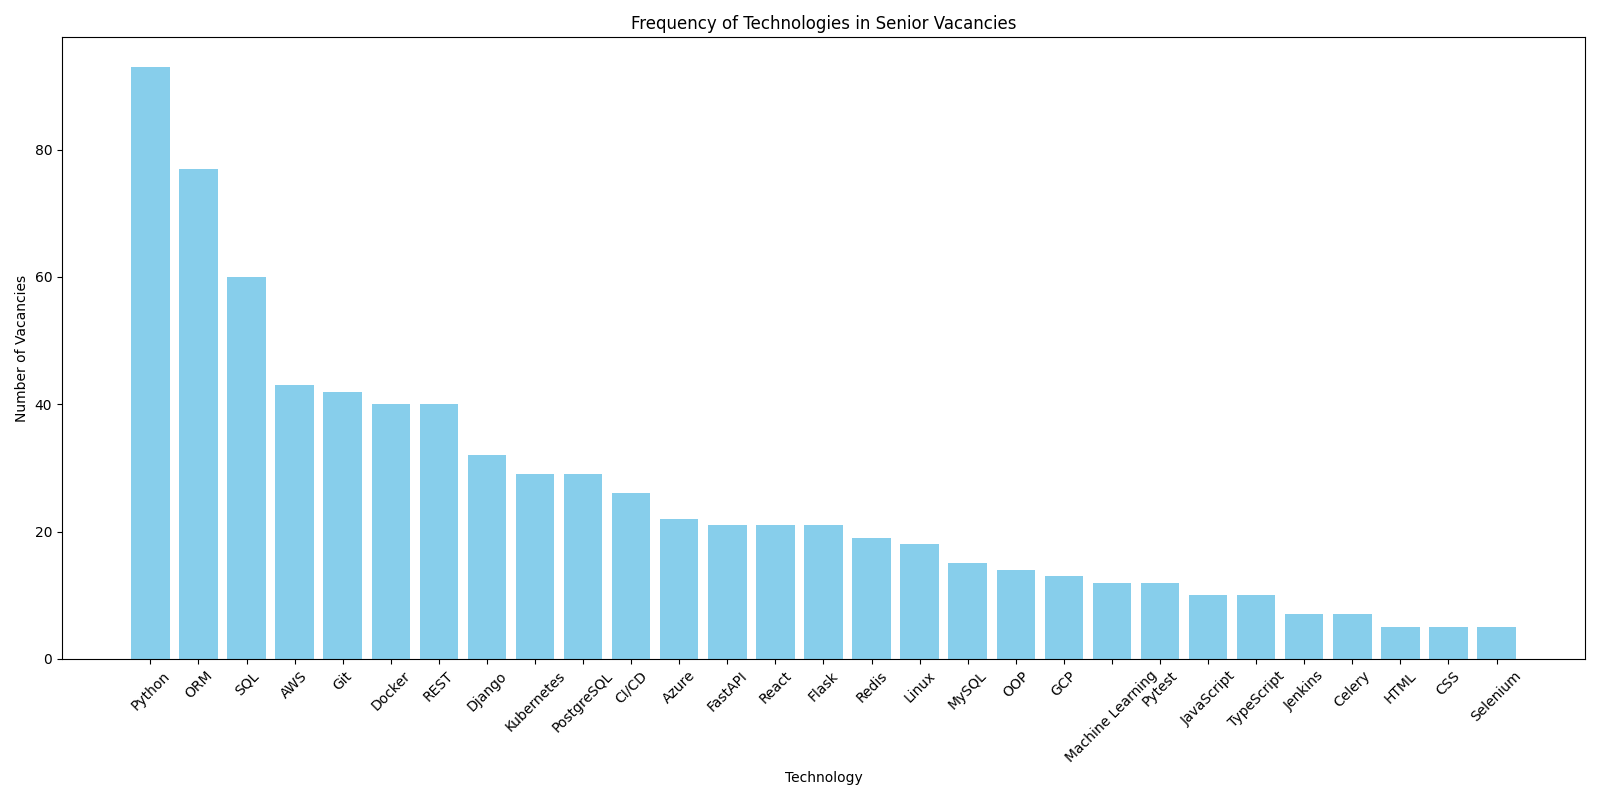 Frequency of Technologies in Senior Vacancies
Number of Vacancies
80
60
40
20
0
Python
ORM
SQL
AWS
Git
Docker
REST
Django
Kubernetes
PostgreSQL
CI/CD
Azure
FastAPI
React
Flask
Redis
Linux
MySQL
OOP
GCP
Machine Learning
Pytest
JavaScript
TypeScript
Jenkins
Celery
HTML
CSS
Selenium
Technology